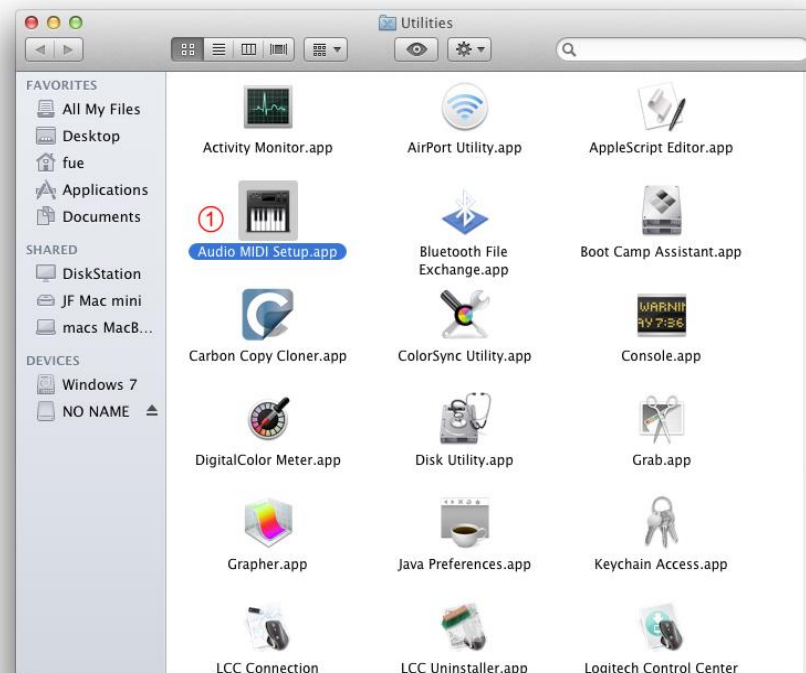 Utilities
FAVORITES
All My Files
Desktop
fue
Applications
Documents
SHARED
DiskStation
JF Mac mini
macs MacB...
DEVICES
Windows 7
NO NAME
Activity Monitor.app
AirPort Utility.app
AppleScript Editor.app
①
Audio MIDI Setup.app
Bluetooth File
Exchange.app
Boot Camp Assistant.app
Carbon Copy Cloner.app
ColorSync Utility.app
WARNIN
AY 7:36
Console.app
DigitalColor Meter.app
Disk Utility.app
Grab.app
Grapher.app
Java Preferences.app
Keychain Access.app
LCC Connection
LCC Uninstaller.app
Logitech Control Center